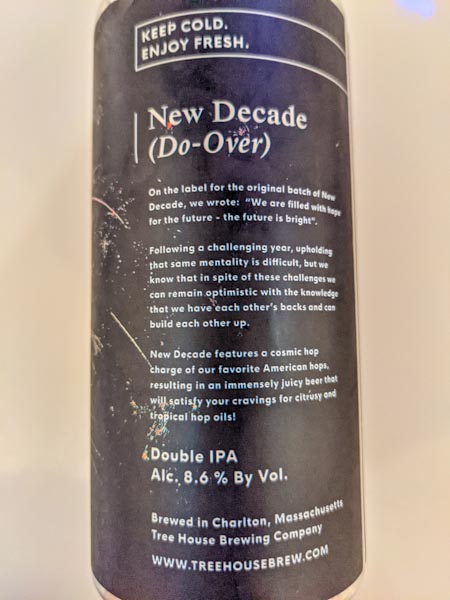 KEEP COLD.
ENJOY FRESH.
New Decade
(Do-Over)
On the label for the original batch of New
Decade, we wrote: "We are filled with hope
for the future - the future is bright".
Following a challenging year, upholding
that same mentality is difficult, but we
know that in spite of these challenges we
can remain optimistic with the knowledge
that we have each other's backs and can
build each other up.
New Decade features a cosmic hop
charge of our favorite American hops,
resulting in an immensely juicy beer that
will satisfy your cravings for citrusy and
tropical hop oils!
Double IPA
Alc. 8.6 % By Vol.
Brewed in Charlton, Massachusetts
Tree House Brewing Company
WWW.TREEHOUSEBREW.COM